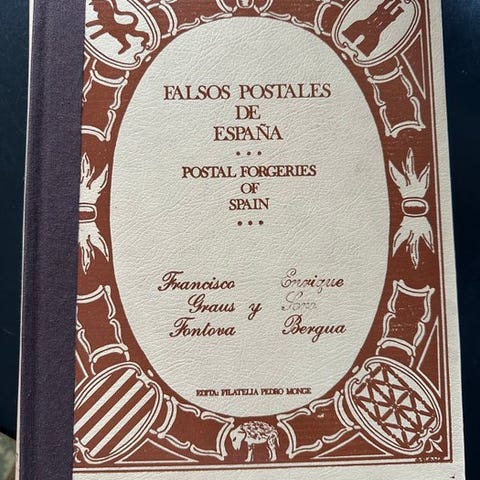 FALSOS POSTALES
DE
ESPAÑA
POSTAL FORGERIES
OF
SPAIN
Francisco Enrique
Graus y Soro
Fontova Bergua
EDITA: FILATELIA PEDRO MONGE